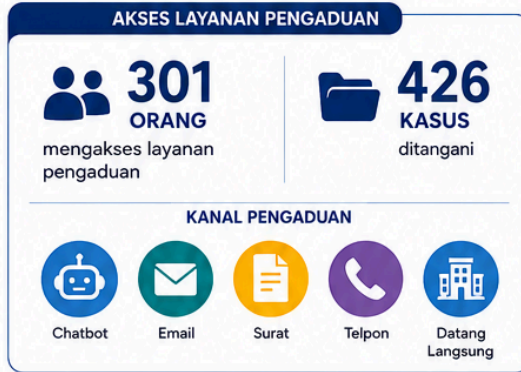 AKSES LAYANAN PENGADUAN
301
ORANG
mengakses layanan
pengaduan
426
KASUS
ditangani
KANAL PENGADUAN
Chatbot
Email
Surat
Telpon
Datang
Langsung